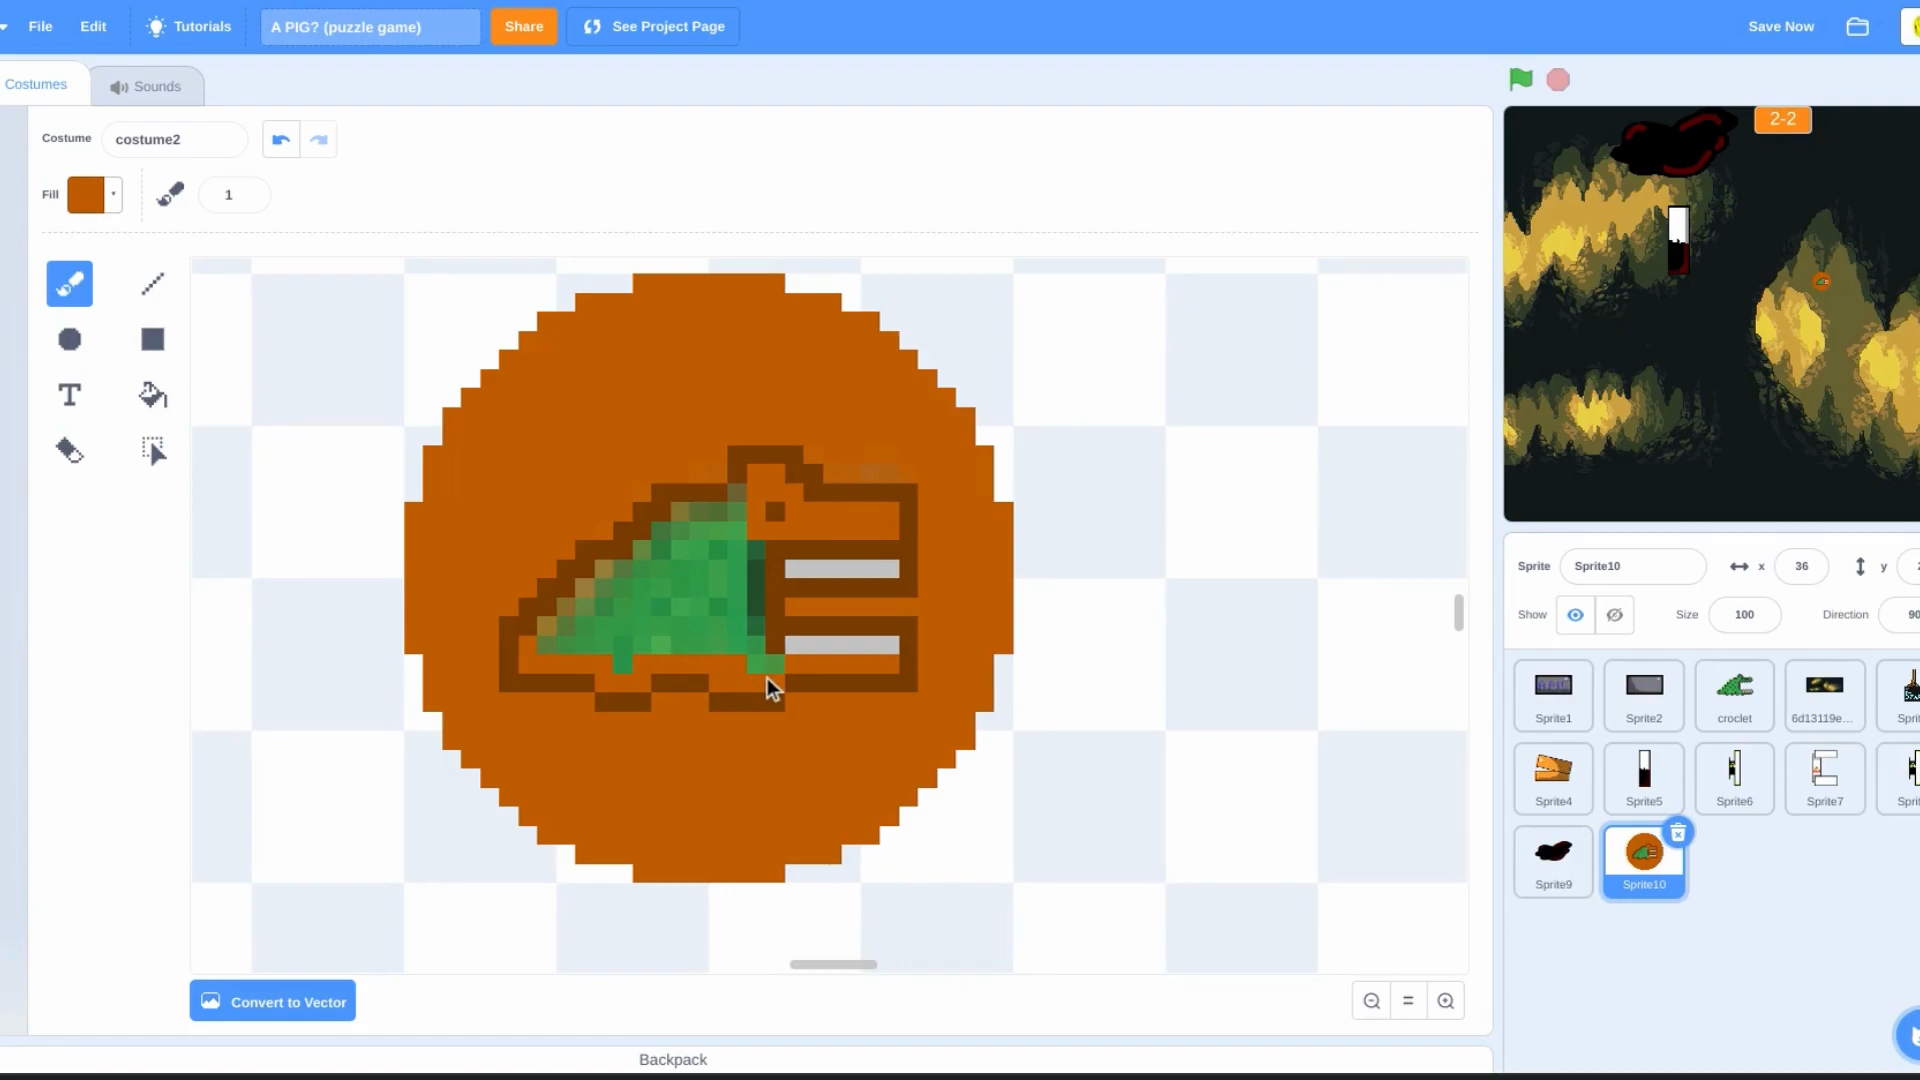 File Edit Tutorials A PIG? (puzzle game) Share See Project Page Save Now
Costumes Sounds
Costume costume2
Fill 1
T
2-2
Sprite Sprite10 x 36 y
Show Size 100 Direction
Sprite1 Sprite2 croclet 6d13119e...
Sprite4 Sprite5 Sprite6 Sprite7
Sprite9 Sprite10
Convert to Vector
Backpack